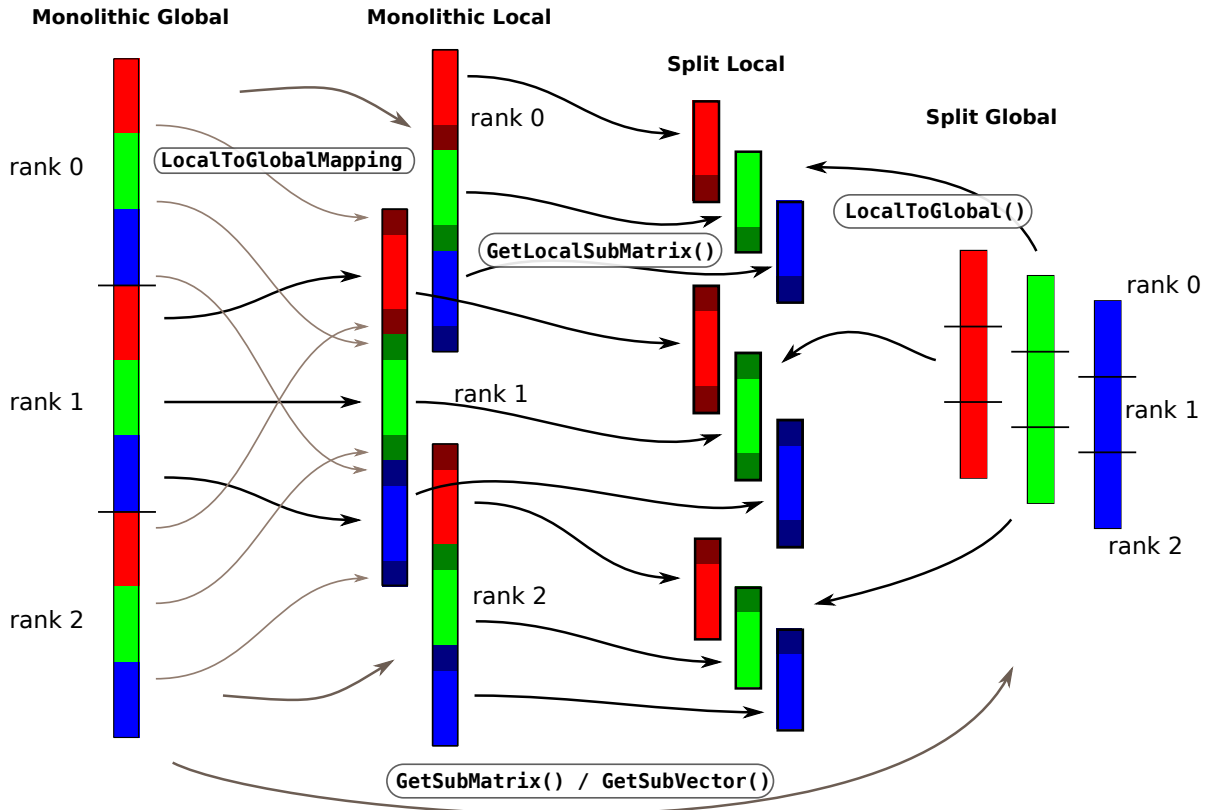 Monolithic Global
Monolithic Local
Split Local
Split Global
rank 0
rank 0
LocalToGlobalMapping
LocalToGlobal()
GetLocalSubMatrix()
rank 0
rank 1
rank 1
rank 1
rank 2
rank 2
rank 2
GetSubMatrix() / GetSubVector()